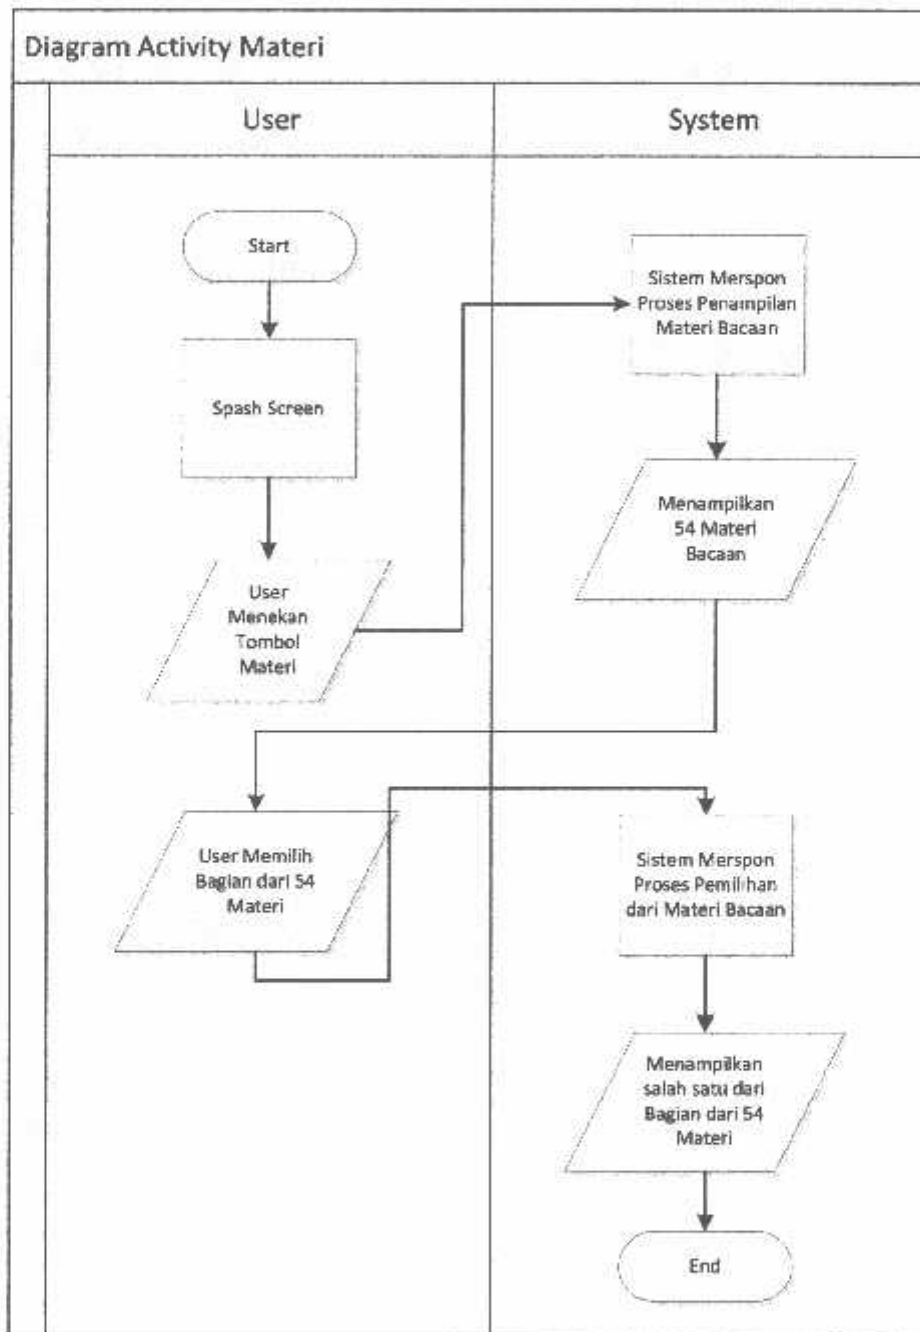 Diagram Activity Materi
User
System
Start
Spash Screen
User
Menekan
Tombol
Materi
Sistem Merspon
Proses Penampilan
Materi Bacaan
Menampilkan
54 Materi
Bacaan
User Memilih
Bagian dari 54
Materi
Sistem Merspon
Proses Pemilihan
dari Materi Bacaan
Menampilkan
salah satu dari
Bagian dari 54
Materi
End